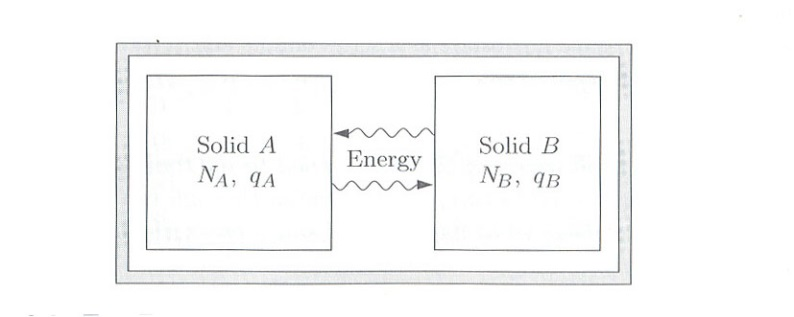 Solid A
N_A, q_A
Energy
Solid B
N_B, q_B